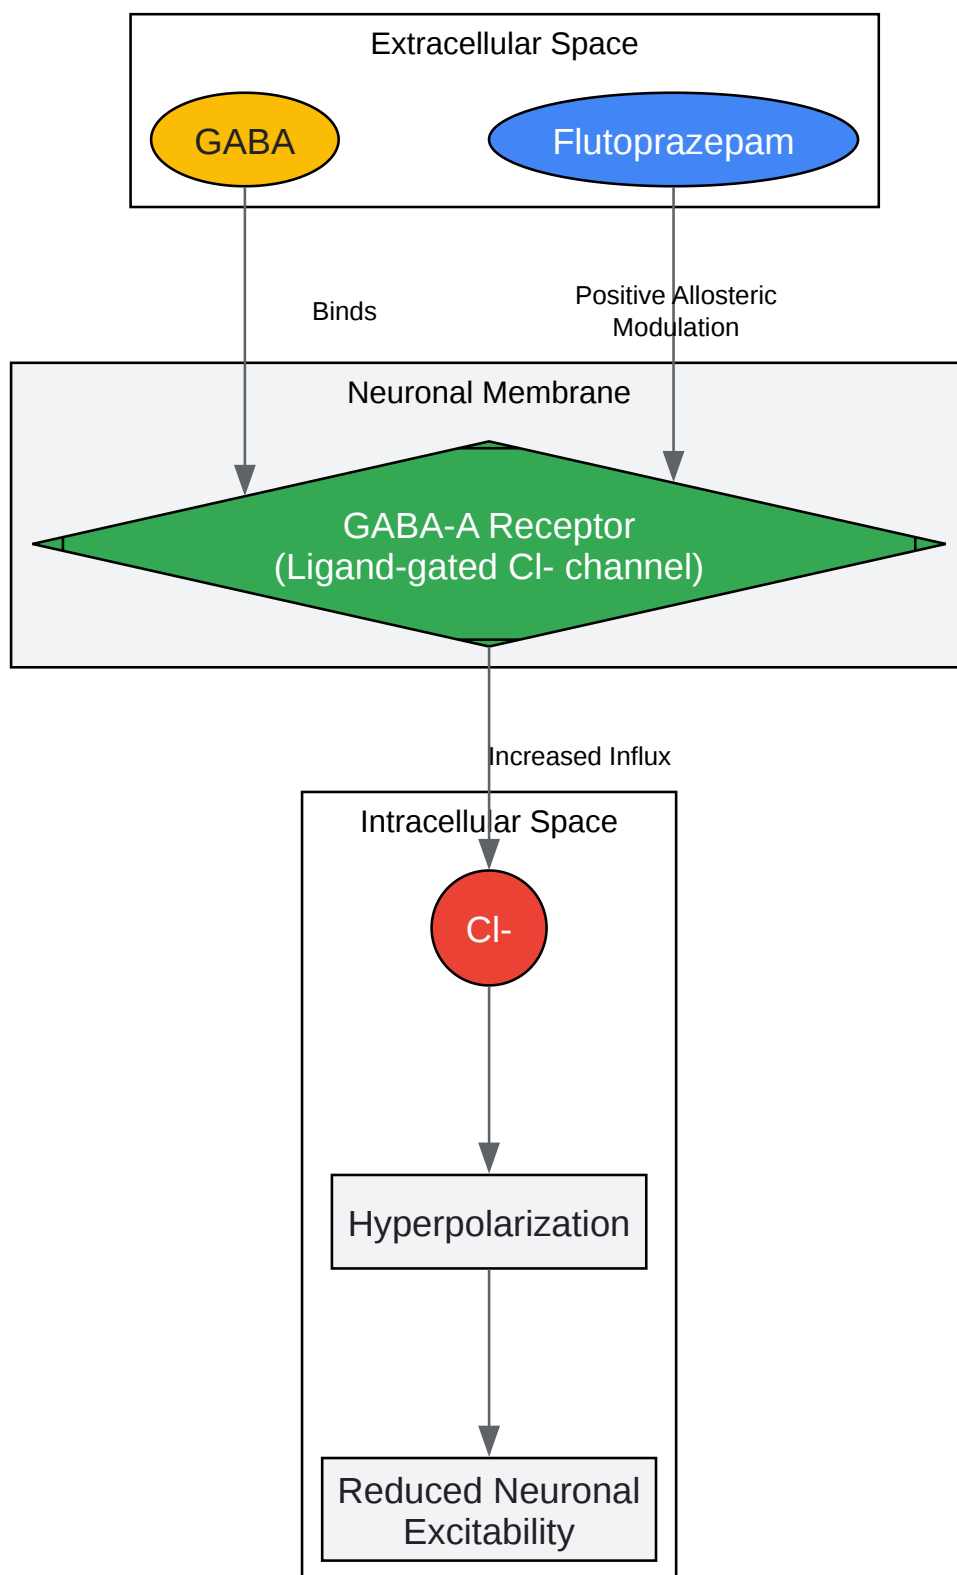 Extracellular Space
GABA
Flutoprazepam
Binds
Positive Allosteric
Modulation
Neuronal Membrane
GABA-A Receptor
(Ligand-gated Cl- channel)
Increased Influx
Intracellular Space
Cl-
Hyperpolarization
Reduced Neuronal
Excitability